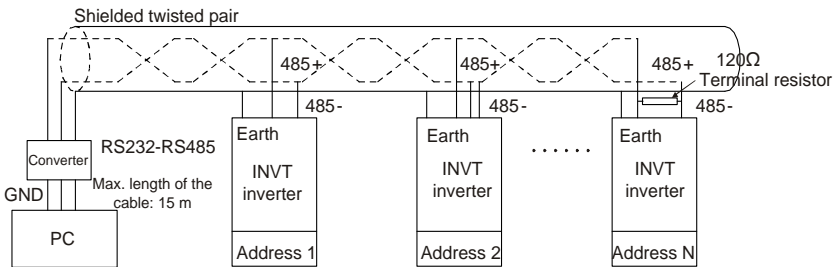 Shielded twisted pair
485+
485+
485+
120Ω
Terminal resistor
485-
485-
485-
Earth
Earth
Earth
RS232-RS485
Converter
INVT
inverter
INVT
inverter
......
INVT
inverter
GND
Max. length of the
cable: 15 m
PC
Address 1
Address 2
Address N